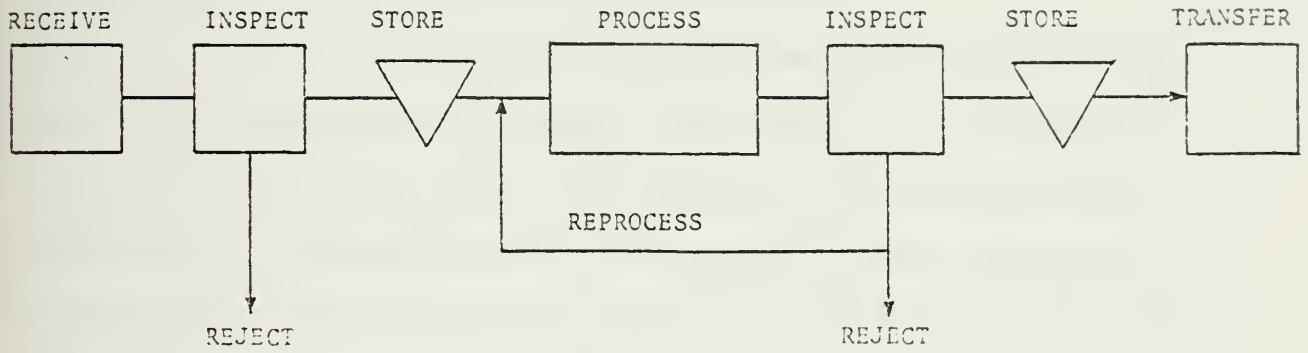 RECEIVE INSPECT STORE PROCESS INSPECT STORE TRANSFER
REPROCESS
REJECT REJECT